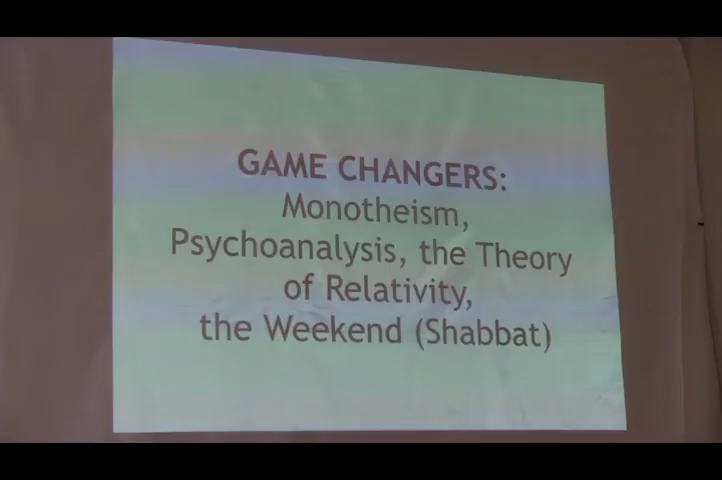 GAME CHANGERS:
Monotheism,
Psychoanalysis, the Theory
of Relativity,
the Weekend (Shabbat)